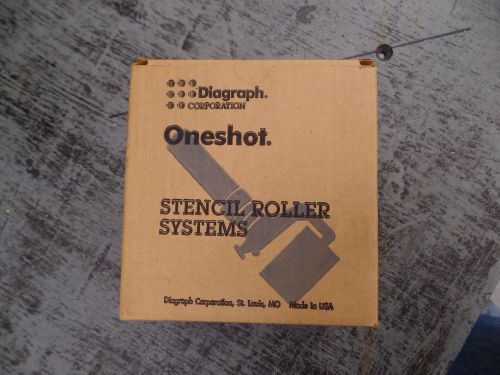 Diagraph.
CORPORATION
Oneshot.
STENCIL ROLLER
SYSTEMS
Diagraph Corporation, St. Louis, MO Made in USA